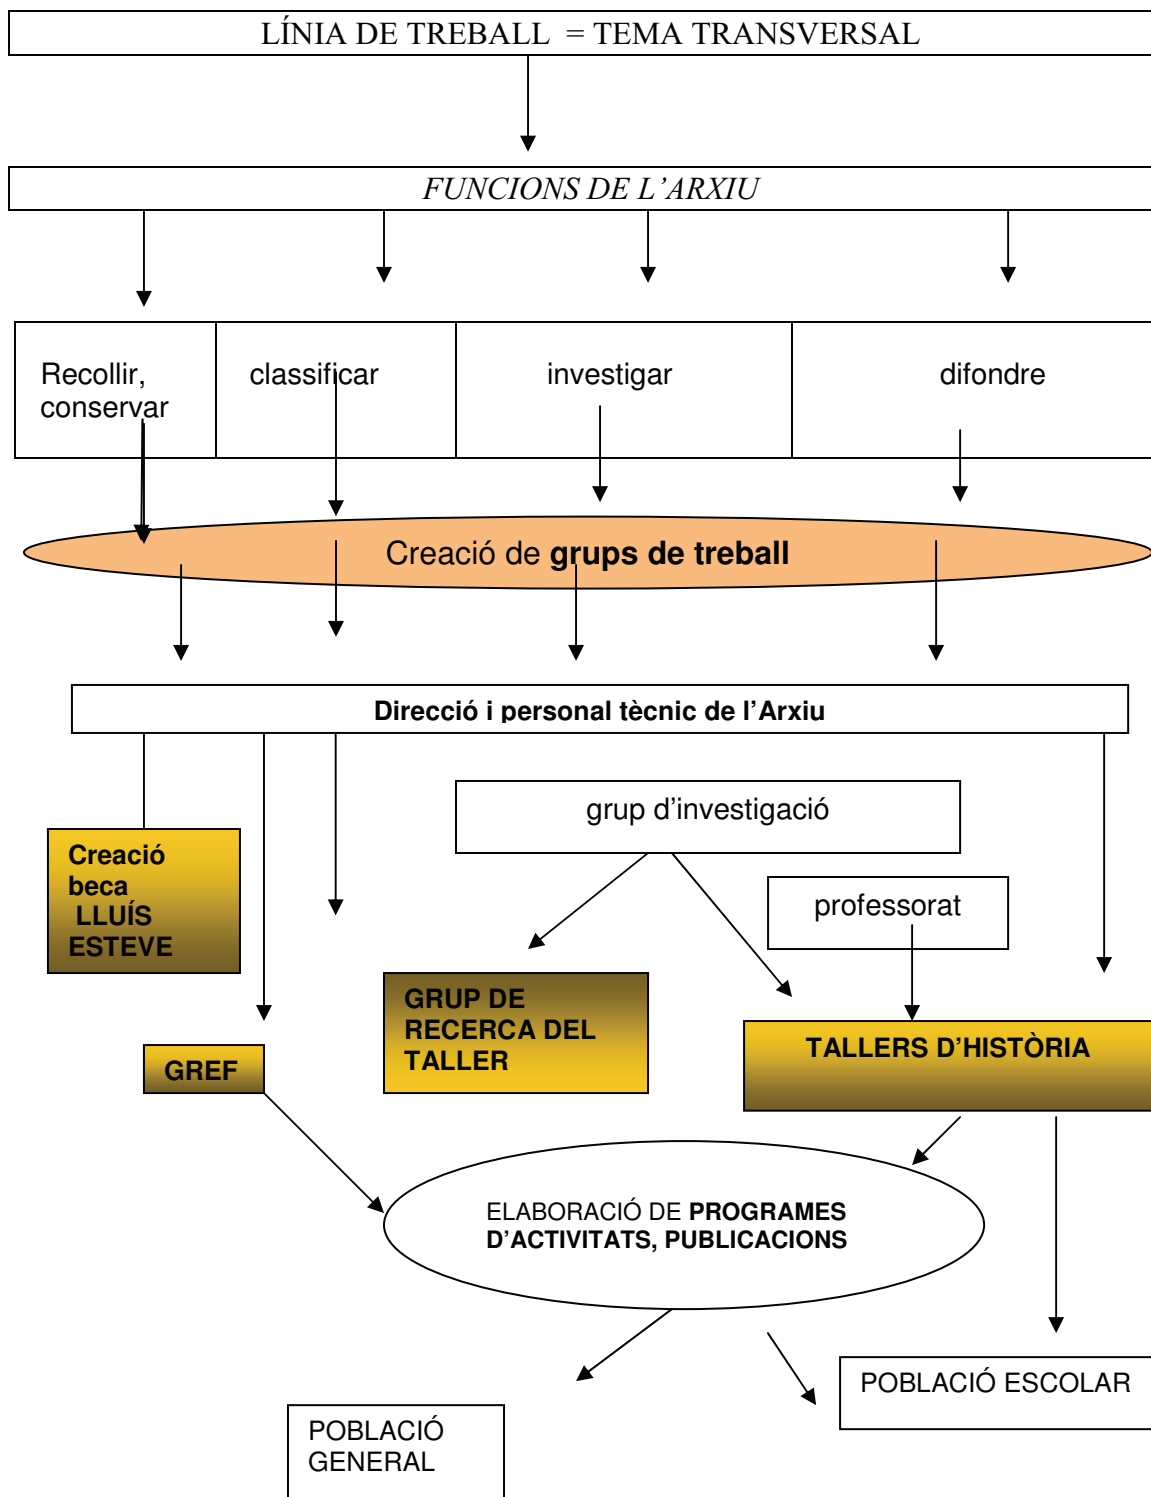 LÍNIA DE TREBALL = TEMA TRANSVERSAL
FUNCIONS DE L’ARXIU
Recollir,
conservar
classificar
investigar
difondre
Creació de grups de treball
Direcció i personal tècnic de l’Arxiu
grup d’investigació
Creació
beca
LLUÍS
ESTEVE
professorat
GRUP DE
RECERCA DEL
TALLER
TALLERS D’HISTÒRIA
GREF
ELABORACIÓ DE PROGRAMES
D’ACTIVITATS, PUBLICACIONS
POBLACIÓ ESCOLAR
POBLACIÓ
GENERAL